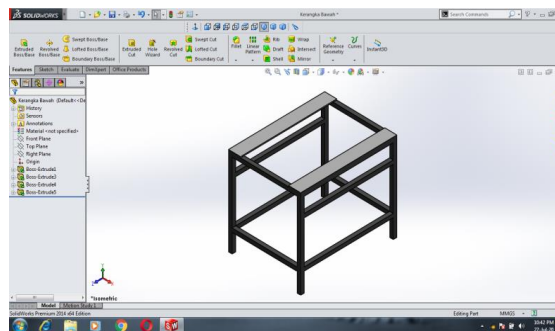 SOLIDWORKS
Kerangka Bawah *
Search Commands
Extruded Boss/Base
Revolved Boss/Base
Swept Boss/Base
Lofted Boss/Base
Boundary Boss/Base
Extruded Cut
Hole Wizard
Revolved Cut
Swept Cut
Lofted Cut
Boundary Cut
Fillet
Linear Pattern
Rib
Draft
Shell
Wrap
Intersect
Mirror
Reference Geometry
Curves
Instant3D
Features
Sketch
Evaluate
DimXpert
Office Products
Kerangka Bawah (Default<<De
History
Sensors
Annotations
Material <not specified>
Front Plane
Top Plane
Right Plane
Origin
Boss-Extrude1
Boss-Extrude3
Boss-Extrude4
Boss-Extrude5
*Isometric
Model
Motion Study 1
SolidWorks Premium 2014 x64 Edition
Editing Part
MMGS
10:42 PM